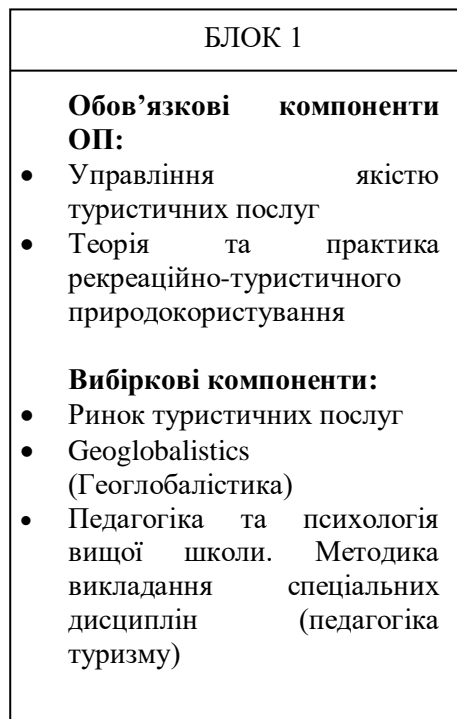 БЛОК 1
Обов’язкові компоненти
ОП:
• Управління якістю
туристичних послуг
• Теорія та практика
рекреаційно-туристичного
природокористування
Вибіркові компоненти:
• Ринок туристичних послуг
• Geoglobalistics
(Геоглобалістика)
• Педагогіка та психологія
вищої школи. Методика
викладання спеціальних
дисциплін (педагогіка
туризму)